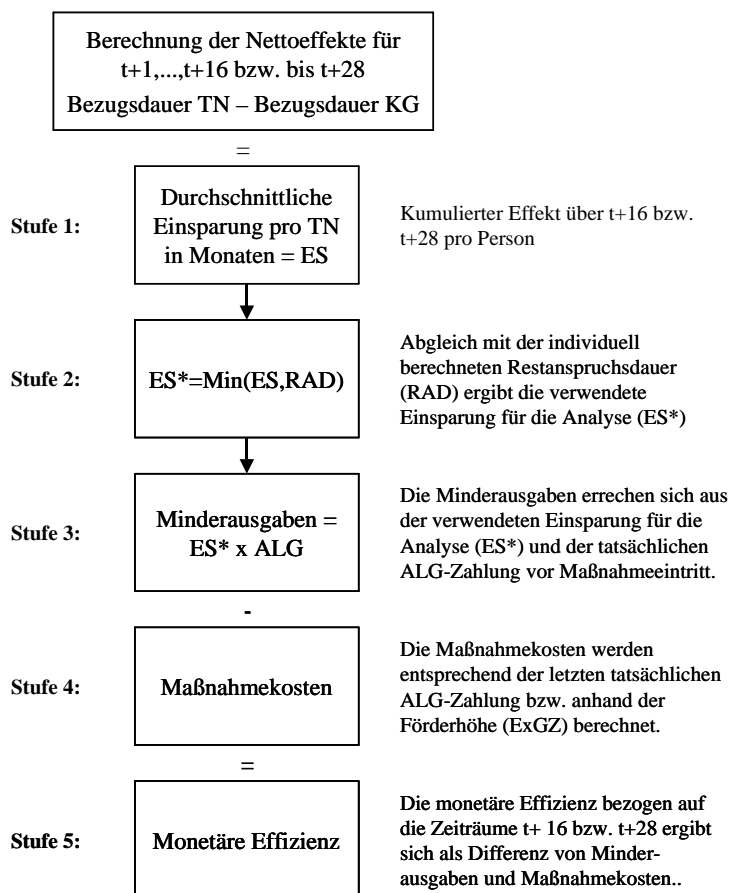 Berechnung der Nettoeffekte für
t+1,...,t+16 bzw. bis t+28
Bezugsdauer TN – Bezugsdauer KG
=
Stufe 1:
Durchschnittliche
Einsparung pro TN
in Monaten = ES
Kumulierter Effekt über t+16 bzw.
t+28 pro Person
Stufe 2:
ES*=Min(ES,RAD)
Abgleich mit der individuell
berechneten Restanspruchsdauer
(RAD) ergibt die verwendete
Einsparung für die Analyse (ES*)
Stufe 3:
Minderausgaben =
ES* x ALG
Die Minderausgaben errechen sich aus
der verwendeten Einsparung für die
Analyse (ES*) und der tatsächlichen
ALG-Zahlung vor Maßnahmeeintritt.
-
Stufe 4:
Maßnahmekosten
Die Maßnahmekosten werden
entsprechend der letzten tatsächlichen
ALG-Zahlung bzw. anhand der
Förderhöhe (ExGZ) berechnet.
=
Stufe 5:
Monetäre Effizienz
Die monetäre Effizienz bezogen auf
die Zeiträume t+ 16 bzw. t+28 ergibt
sich als Differenz von Minder-
ausgaben und Maßnahmekosten..